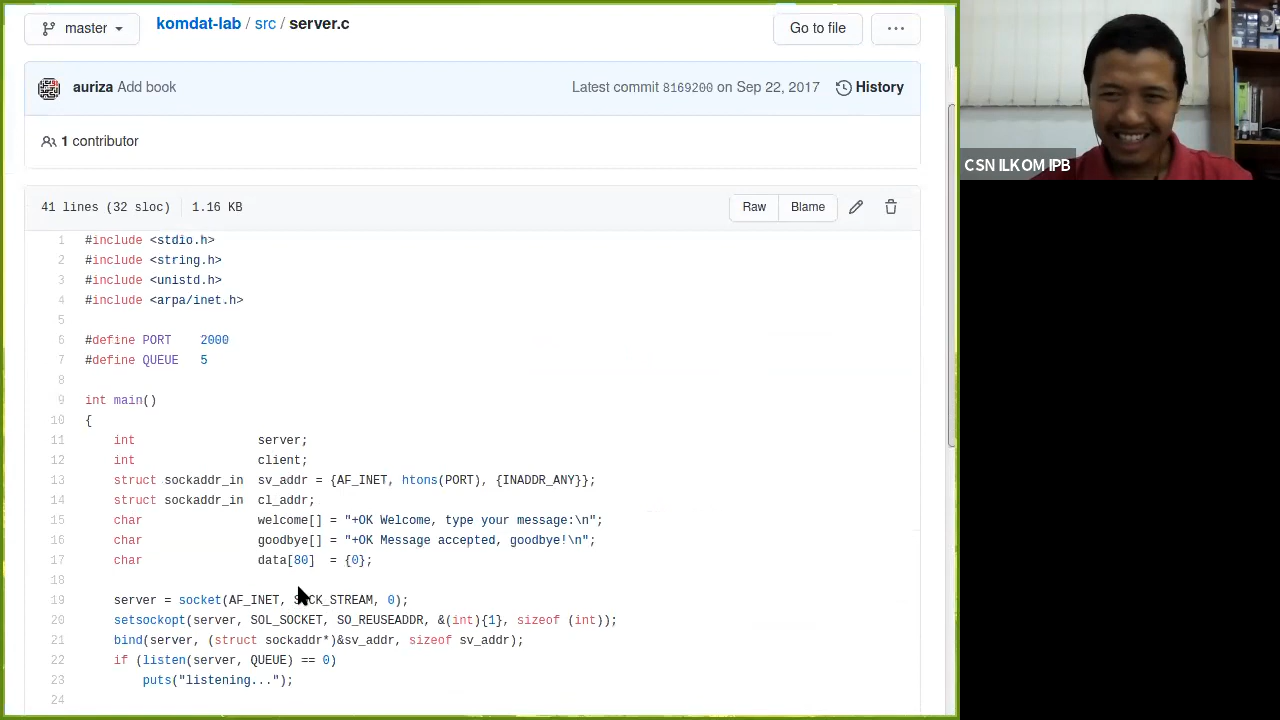 master
komdat-lab / src / server.c
Go to file
...
auriza Add book
Latest commit 8169200 on Sep 22, 2017
History
1 contributor
41 lines (32 sloc)
1.16 KB
Raw
Blame
1 #include <stdio.h>
2 #include <string.h>
3 #include <unistd.h>
4 #include <arpa/inet.h>
5
6 #define PORT    2000
7 #define QUEUE   5
8
9 int main()
10 {
11     int                 server;
12     int                 client;
13     struct sockaddr_in  sv_addr = {AF_INET, htons(PORT), {INADDR_ANY}};
14     struct sockaddr_in  cl_addr;
15     char                welcome[] = "+OK Welcome, type your message:\n";
16     char                goodbye[] = "+OK Message accepted, goodbye!\n";
17     char                data[80]  = {0};
18
19     server = socket(AF_INET, SOCK_STREAM, 0);
20     setsockopt(server, SOL_SOCKET, SO_REUSEADDR, &(int){1}, sizeof (int));
21     bind(server, (struct sockaddr*)&sv_addr, sizeof sv_addr);
22     if (listen(server, QUEUE) == 0)
23         puts("listening...");
24
CSN ILKOM IPB